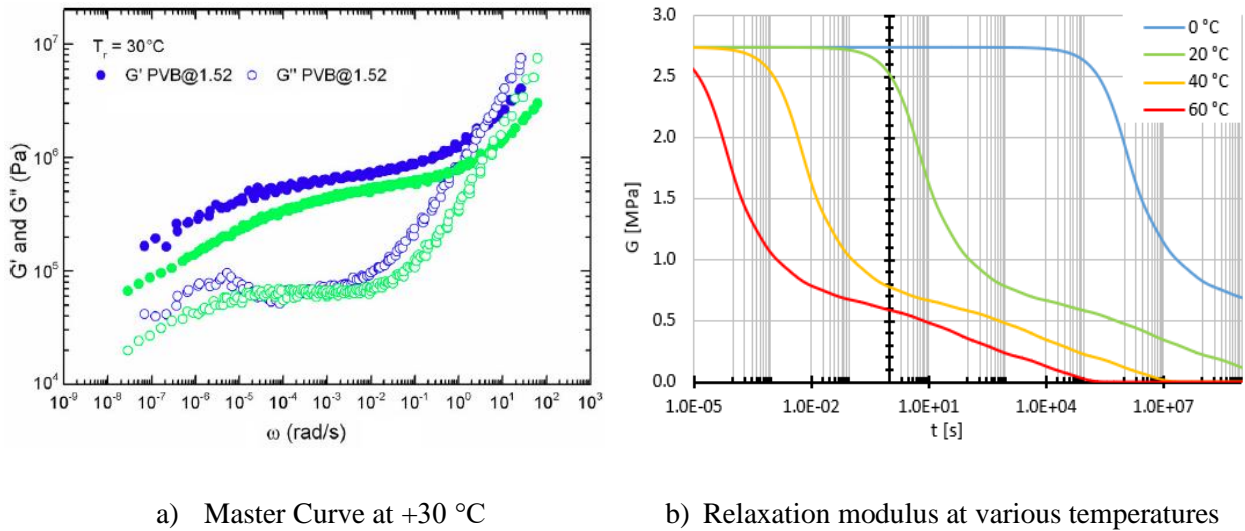 10⁷
10⁶
10⁵
10⁴
G' and G'' (Pa)
Tᵣ = 30°C
G' PVB@1.52 G'' PVB@1.52
10⁻⁹ 10⁻⁸ 10⁻⁷ 10⁻⁶ 10⁻⁵ 10⁻⁴ 10⁻³ 10⁻² 10⁻¹ 10⁰ 10¹ 10² 10³
ω (rad/s)
3.0
2.5
2.0
1.5
1.0
0.5
0.0
G [MPa]
0 °C
20 °C
40 °C
60 °C
1.0E-05 1.0E-02 1.0E+01 1.0E+04 1.0E+07
t [s]
a) Master Curve at +30 °C
b) Relaxation modulus at various temperatures